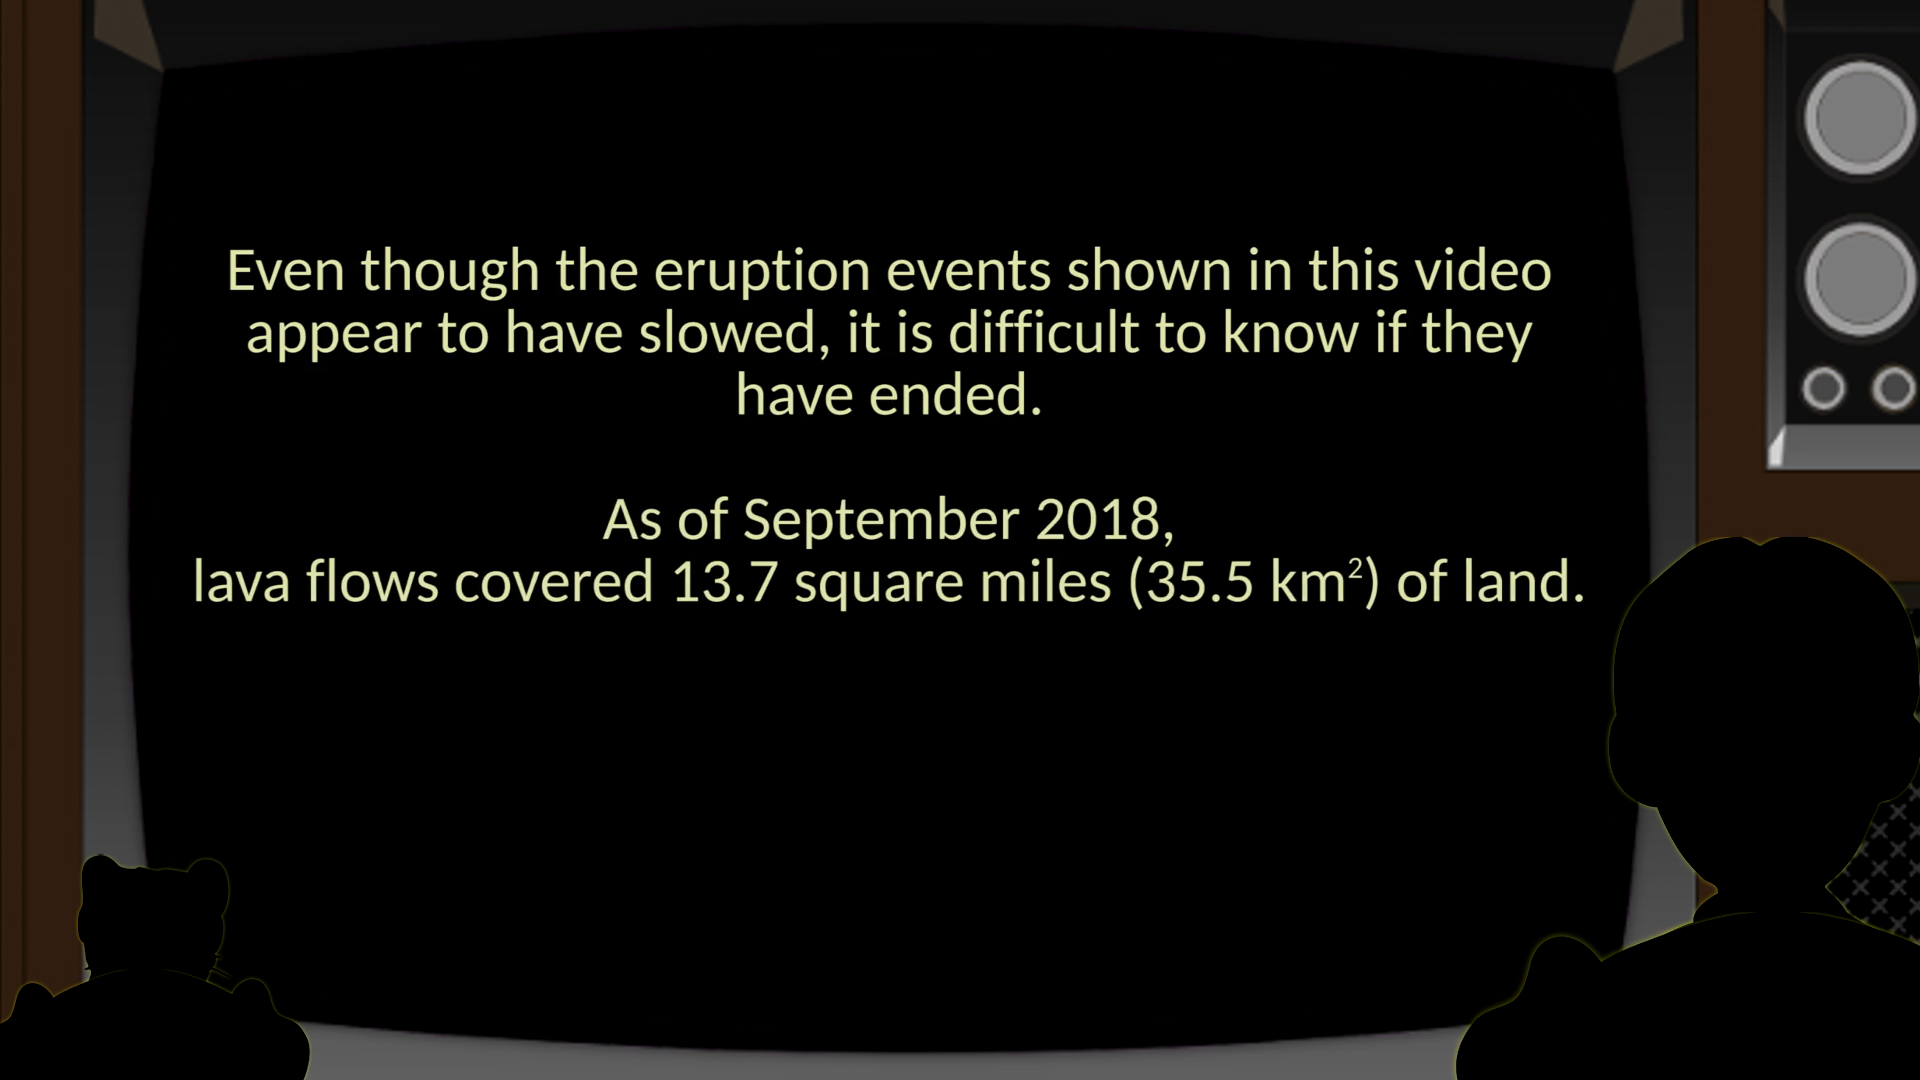 Even though the eruption events shown in this video
appear to have slowed, it is difficult to know if they
have ended.
As of September 2018,
lava flows covered 13.7 square miles (35.5 km²) of land.